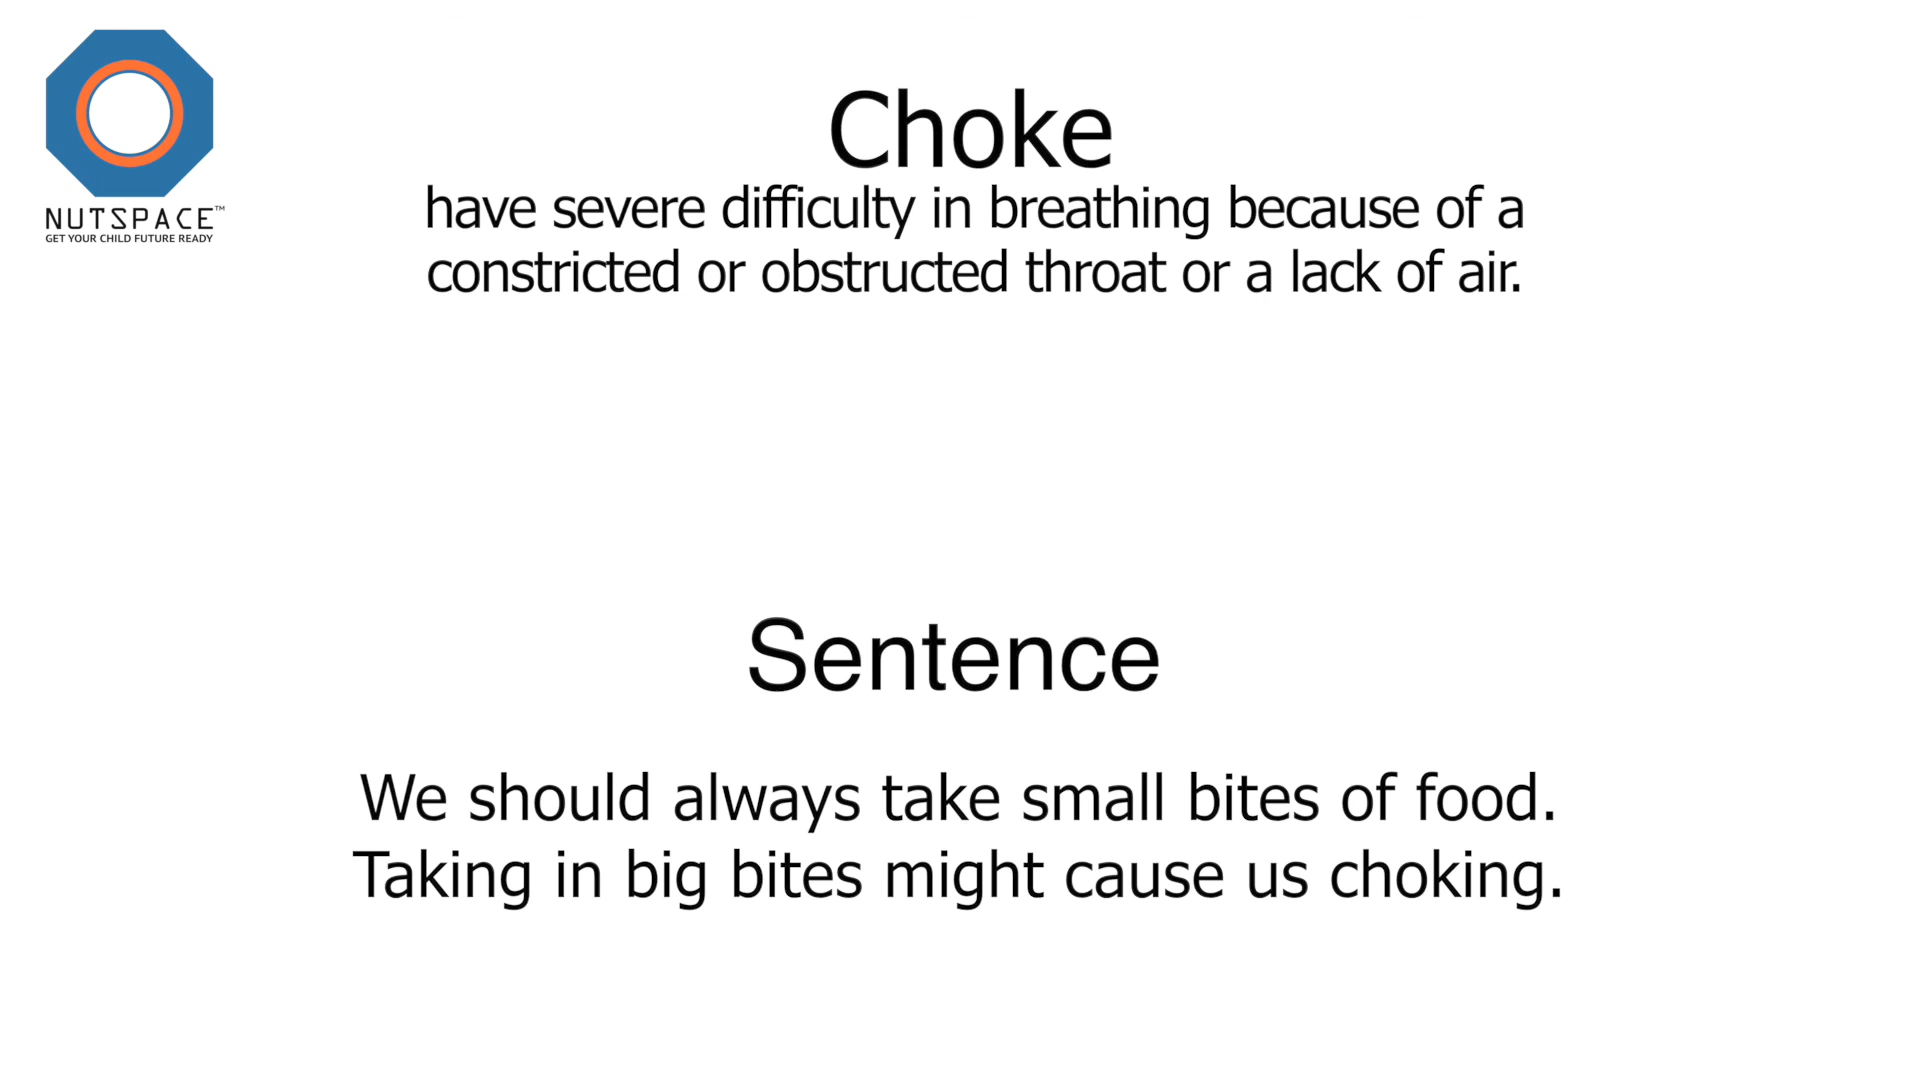 NUTSPACE™
GET YOUR CHILD FUTURE READY
Choke
have severe difficulty in breathing because of a
constricted or obstructed throat or a lack of air.
Sentence
We should always take small bites of food.
Taking in big bites might cause us choking.